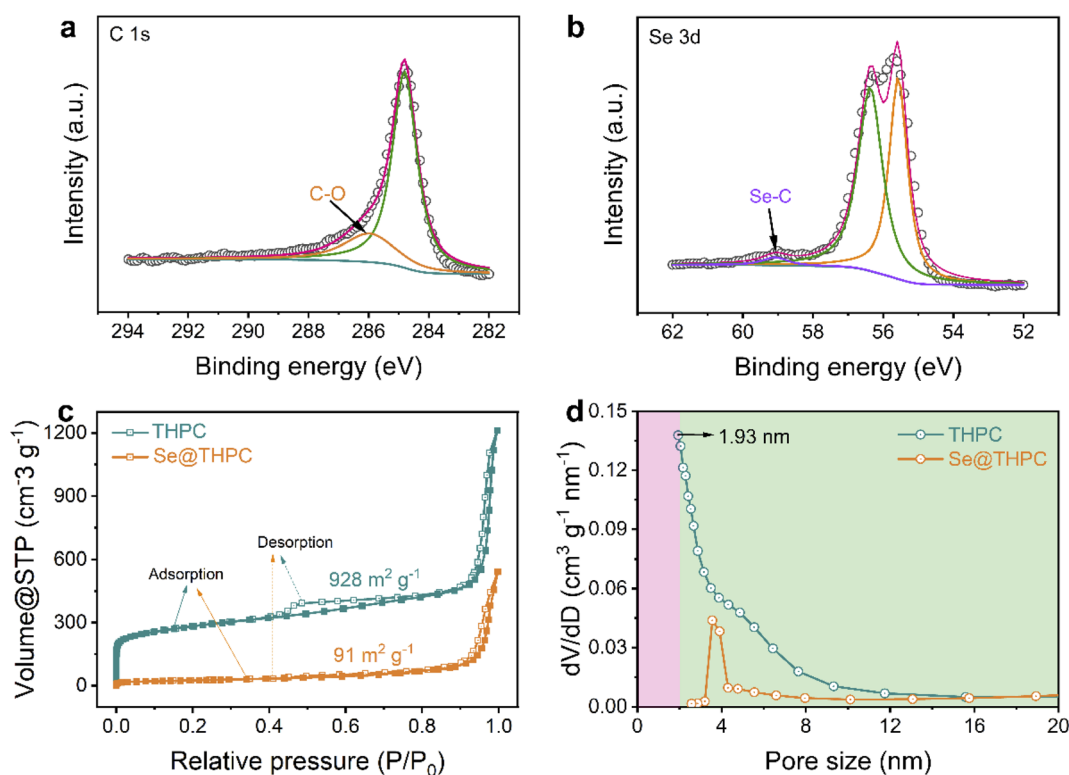 a
C 1s
C-O
Intensity (a.u.)
294 292 290 288 286 284 282
Binding energy (eV)
b
Se 3d
Se-C
Intensity (a.u.)
62 60 58 56 54 52
Binding energy (eV)
c
THPC
Se@THPC
Desorption
Adsorption
928 m² g⁻¹
91 m² g⁻¹
Volume@STP (cm-3 g⁻¹)
1200
900
600
300
0
0.0 0.2 0.4 0.6 0.8 1.0
Relative pressure (P/P₀)
d
1.93 nm
THPC
Se@THPC
dV/dD (cm³ g⁻¹ nm⁻¹)
0.15
0.12
0.09
0.06
0.03
0.00
0 4 8 12 16 20
Pore size (nm)